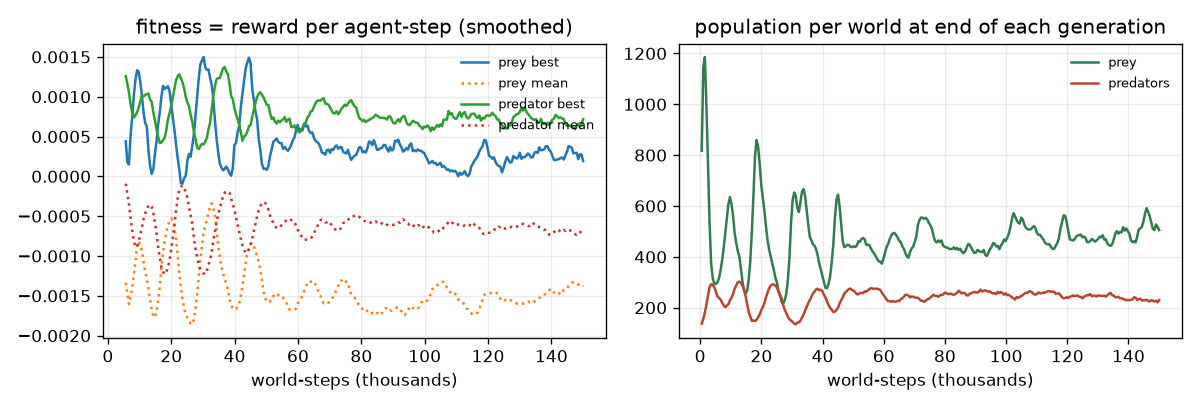 fitness = reward per agent-step (smoothed)
0.0015
0.0010
0.0005
0.0000
−0.0005
−0.0010
−0.0015
−0.0020
prey best
prey mean
predator best
predator mean
0 20 40 60 80 100 120 140
world-steps (thousands)
population per world at end of each generation
1200
1000
800
600
400
200
prey
predators
0 20 40 60 80 100 120 140
world-steps (thousands)